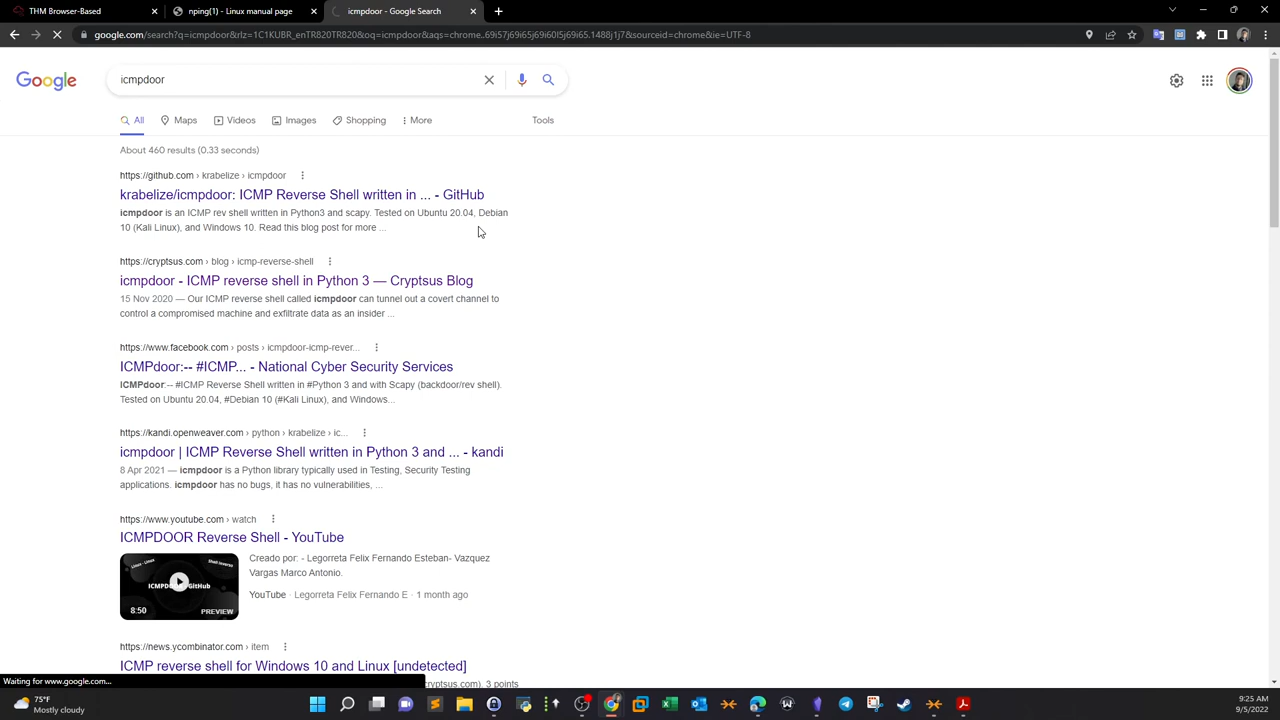 THM Browser-Based
nping(1) - Linux manual page
icmpdoor - Google Search
google.com/search?q=icmpdoor&rlz=1C1KUBR_enTR820TR820&oq=icmpdoor&aqs=chrome..69i57j69i65j69i60l5j69i65.1488j1j7&sourceid=chrome&ie=UTF-8
Google
icmpdoor
All
Maps
Videos
Images
Shopping
More
Tools
About 460 results (0.33 seconds)
https://github.com › krabelize › icmpdoor
krabelize/icmpdoor: ICMP Reverse Shell written in ... - GitHub
icmpdoor is an ICMP rev shell written in Python3 and scapy. Tested on Ubuntu 20.04, Debian
10 (Kali Linux), and Windows 10. Read this blog post for more ...
https://cryptsus.com › blog › icmp-reverse-shell
icmpdoor - ICMP reverse shell in Python 3 — Cryptsus Blog
15 Nov 2020 — Our ICMP reverse shell called icmpdoor can tunnel out a covert channel to
control a compromised machine and exfiltrate data as an insider ...
https://www.facebook.com › posts › icmpdoor-icmp-rever...
ICMPdoor:-- #ICMP... - National Cyber Security Services
ICMPDoor:-- #ICMP Reverse Shell written in #Python 3 and with Scapy (backdoor/rev shell).
Tested on Ubuntu 20.04, #Debian 10 (#Kali Linux), and Windows...
https://kandi.openweaver.com › python › krabelize › ic...
icmpdoor | ICMP Reverse Shell written in Python 3 and ... - kandi
8 Apr 2021 — icmpdoor is a Python library typically used in Testing, Security Testing
applications. icmpdoor has no bugs, it has no vulnerabilities, ...
https://www.youtube.com › watch
ICMPDOOR Reverse Shell - YouTube
Creado por: - Legorreta Felix Fernando Esteban- Vazquez
Vargas Marco Antonio.
YouTube · Legorreta Felix Fernando E · 1 month ago
8:50
PREVIEW
https://news.ycombinator.com › item
ICMP reverse shell for Windows 10 and Linux [undetected]
cryptsus.com). 3 points
Waiting for www.google.com...
75°F
Mostly cloudy
9:25 AM
9/5/2022